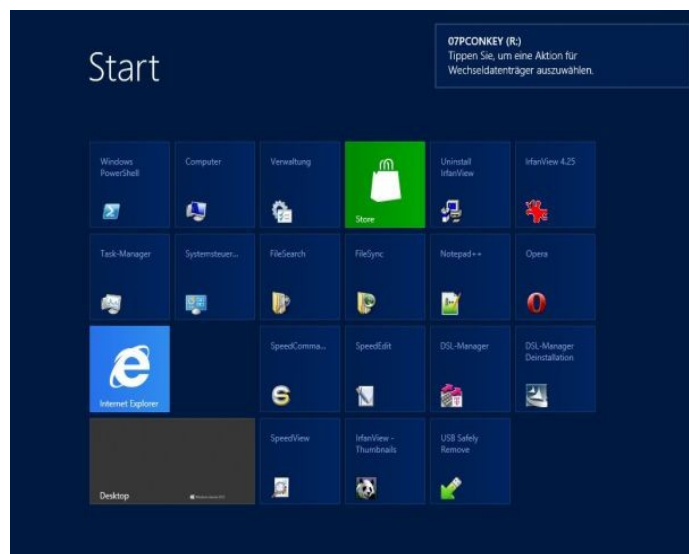 Start
07PCONKEY (R:)
Tippen Sie, um eine Aktion für
Wechseldatenträger auszuwählen.
Windows
PowerShell
Computer
Verwaltung
Store
Uninstall
IrfanView
IrfanView 4.25
Task-Manager
Systemsteuer...
FileSearch
FileSync
Notepad++
Opera
Internet Explorer
SpeedComma...
SpeedEdit
DSL-Manager
DSL-Manager
Deinstallation
Desktop
SpeedView
IrfanView -
Thumbnails
USB Safely
Remove